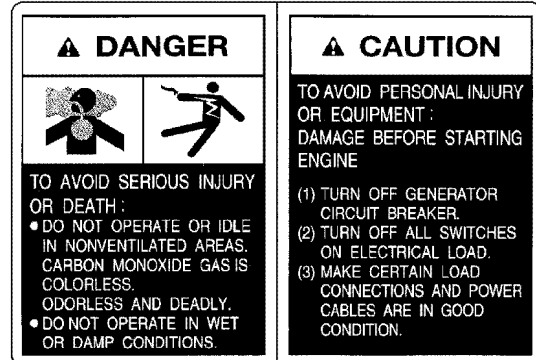 DANGER
TO AVOID SERIOUS INJURY
OR DEATH :
● DO NOT OPERATE OR IDLE
IN NONVENTILATED AREAS.
CARBON MONOXIDE GAS IS
COLORLESS.
ODORLESS AND DEADLY.
● DO NOT OPERATE IN WET
OR DAMP CONDITIONS.
CAUTION
TO AVOID PERSONAL INJURY
OR EQUIPMENT :
DAMAGE BEFORE STARTING
ENGINE
(1) TURN OFF GENERATOR
CIRCUIT BREAKER.
(2) TURN OFF ALL SWITCHES
ON ELECTRICAL LOAD.
(3) MAKE CERTAIN LOAD
CONNECTIONS AND POWER
CABLES ARE IN GOOD
CONDITION.